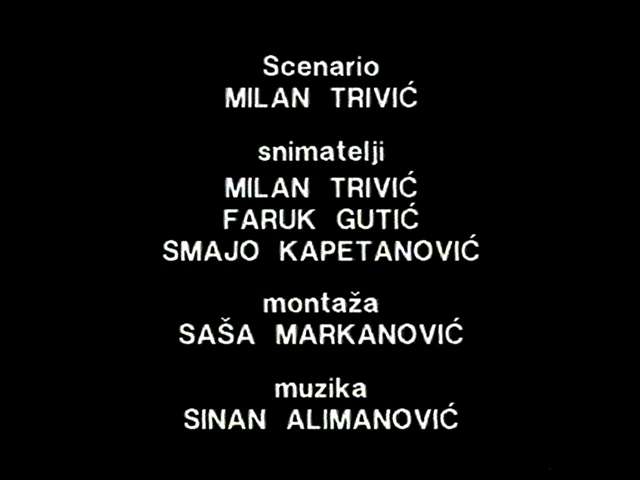 Scenario
MILAN TRIVIĆ
snimatelji
MILAN TRIVIĆ
FARUK GUTIĆ
SMAJO KAPETANOVIĆ
montaža
SAŠA MARKANOVIĆ
muzika
SINAN ALIMANOVIĆ